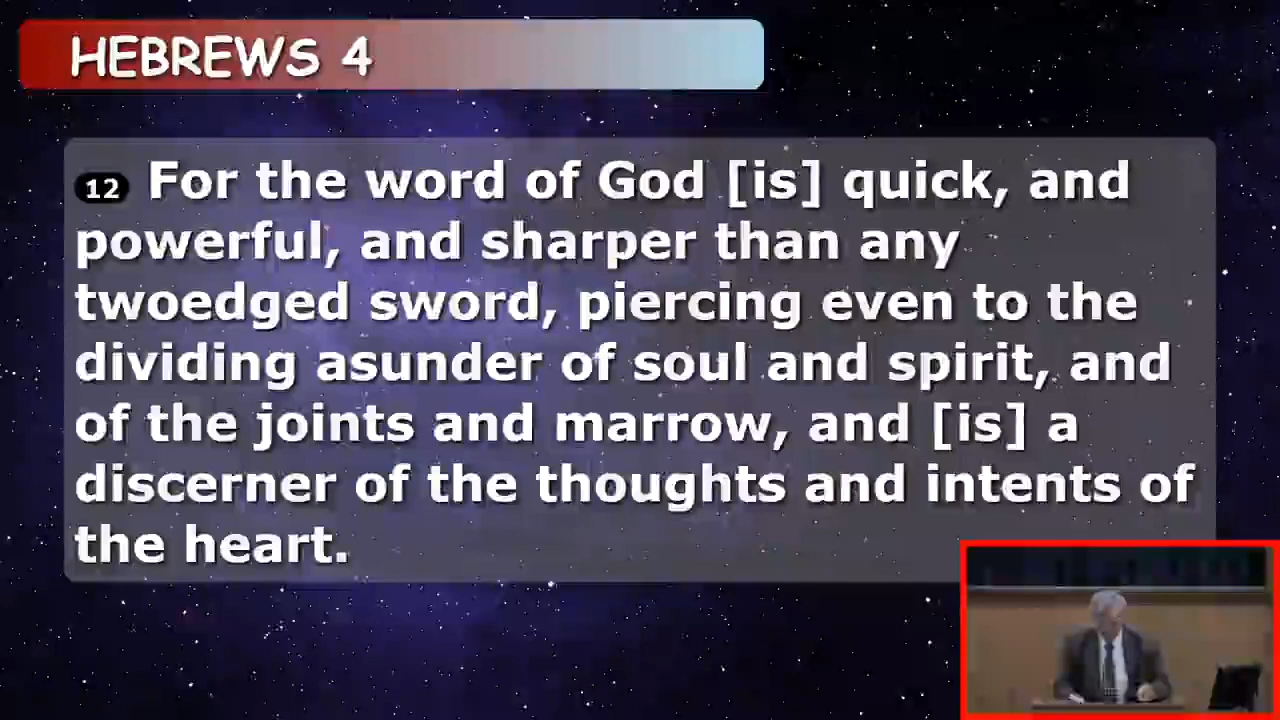 HEBREWS 4
12 For the word of God [is] quick, and
powerful, and sharper than any
twoedged sword, piercing even to the
dividing asunder of soul and spirit, and
of the joints and marrow, and [is] a
discerner of the thoughts and intents of
the heart.